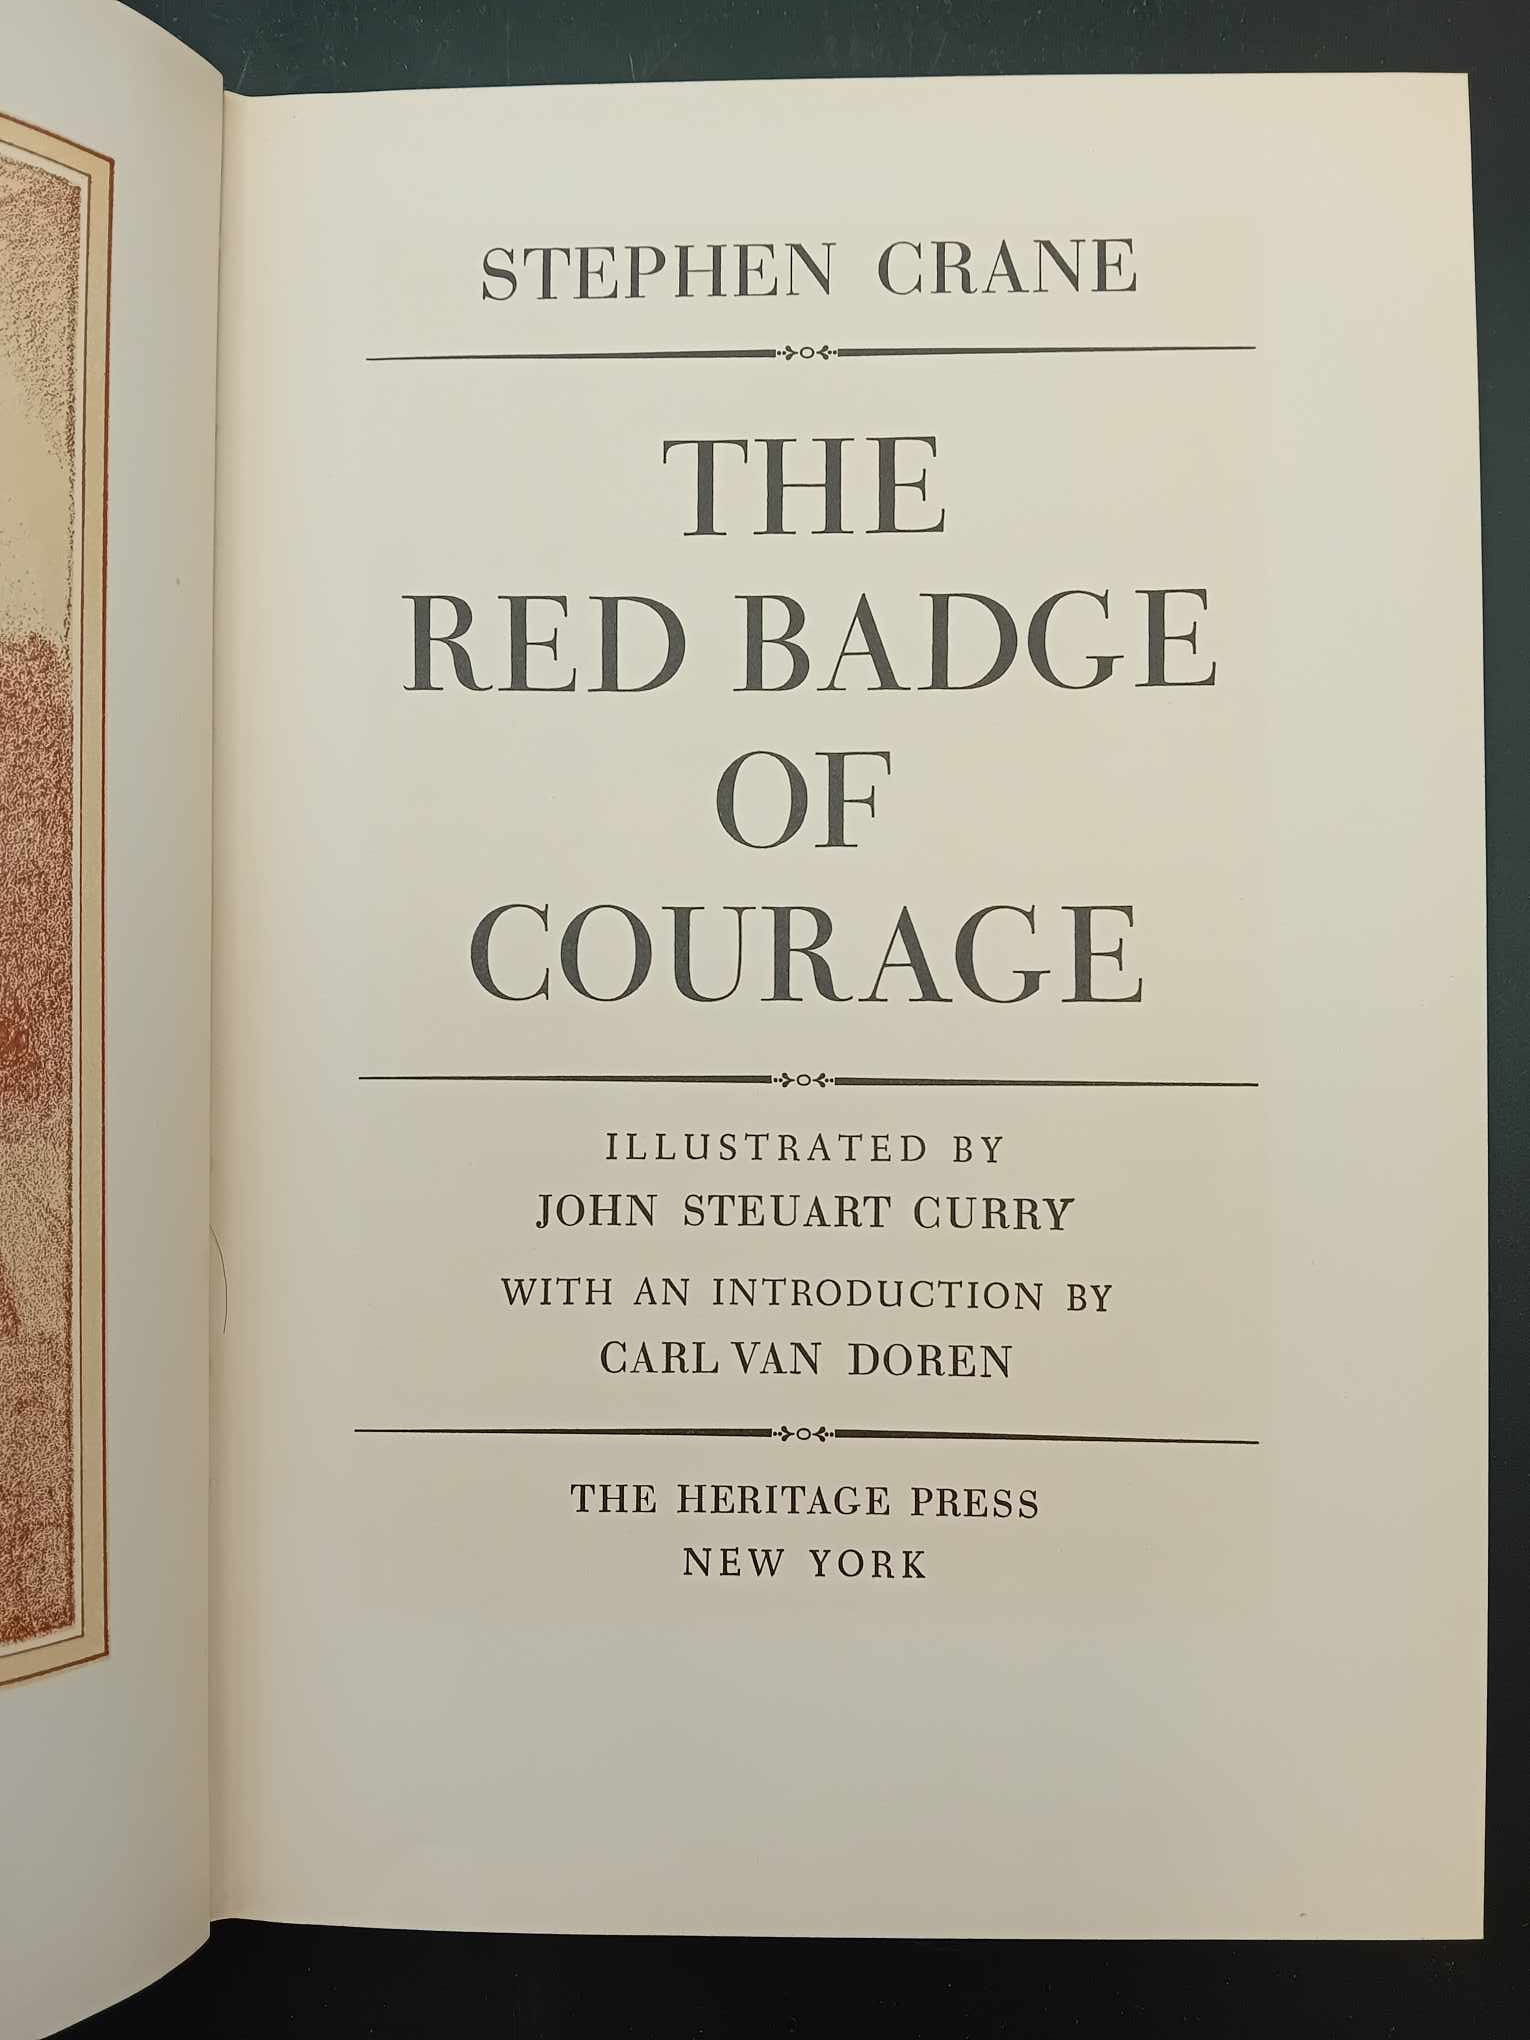 STEPHEN CRANE
THE
RED BADGE
OF
COURAGE
ILLUSTRATED BY
JOHN STEUART CURRY
WITH AN INTRODUCTION BY
CARL VAN DOREN
THE HERITAGE PRESS
NEW YORK